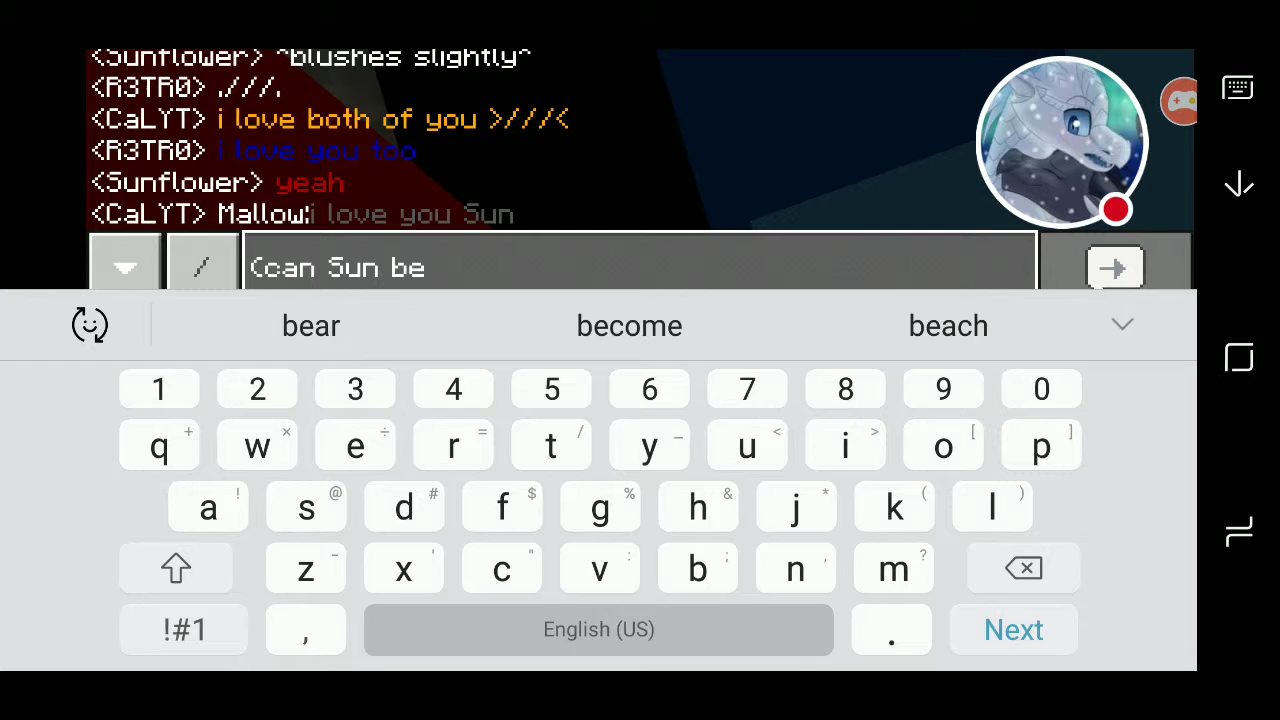 <Sunflower> *blushes slightly*
<R3TR0> .///.
<CaLYT> i love both of you >///<
<R3TR0> i love you too
<Sunflower> yeah
<CaLYT> Mallow:i love you Sun
/ (can Sun be
bear become beach
1 2 3 4 5 6 7 8 9 0
q + w × e ÷ r = t / y _ u < i > o [ p ]
a ! s @ d # f $ g % h & j * k ( l )
z - x ' c " v : b ; n , m ?
!#1 , English (US) . Next